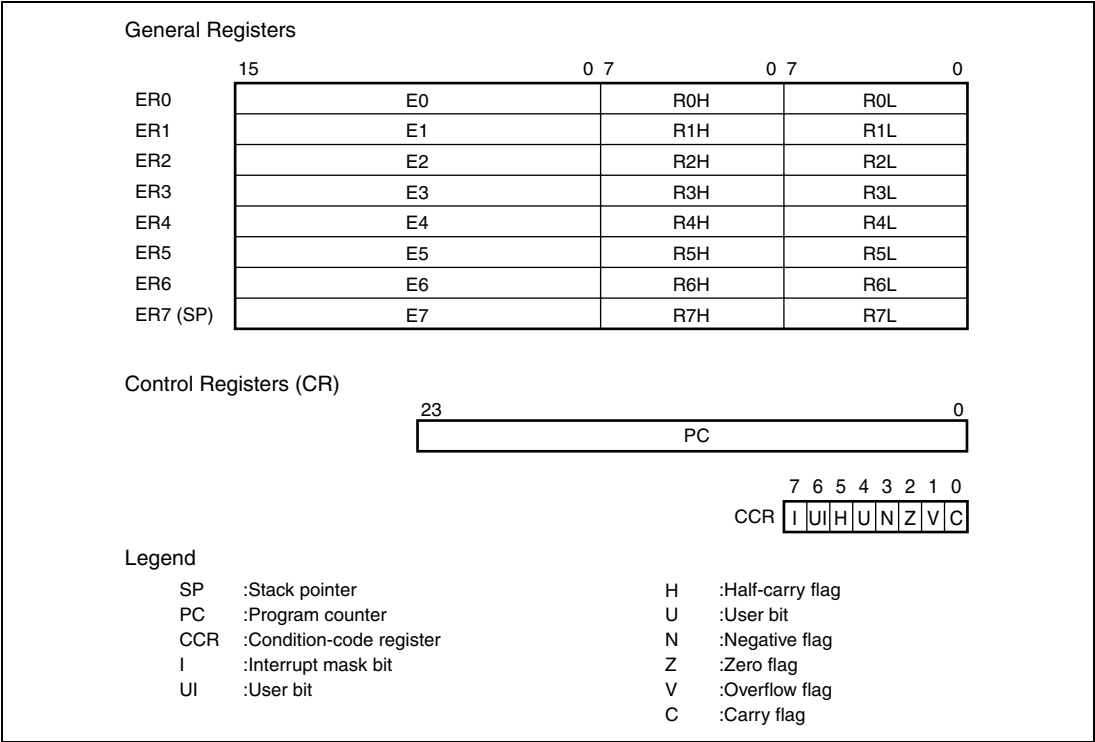 General Registers
15 0 7 0 7 0
ER0 E0 R0H R0L
ER1 E1 R1H R1L
ER2 E2 R2H R2L
ER3 E3 R3H R3L
ER4 E4 R4H R4L
ER5 E5 R5H R5L
ER6 E6 R6H R6L
ER7 (SP) E7 R7H R7L
Control Registers (CR)
23 0
PC
7 6 5 4 3 2 1 0
CCR I UI H U N Z V C
Legend
SP :Stack pointer
PC :Program counter
CCR :Condition-code register
I :Interrupt mask bit
UI :User bit
H :Half-carry flag
U :User bit
N :Negative flag
Z :Zero flag
V :Overflow flag
C :Carry flag